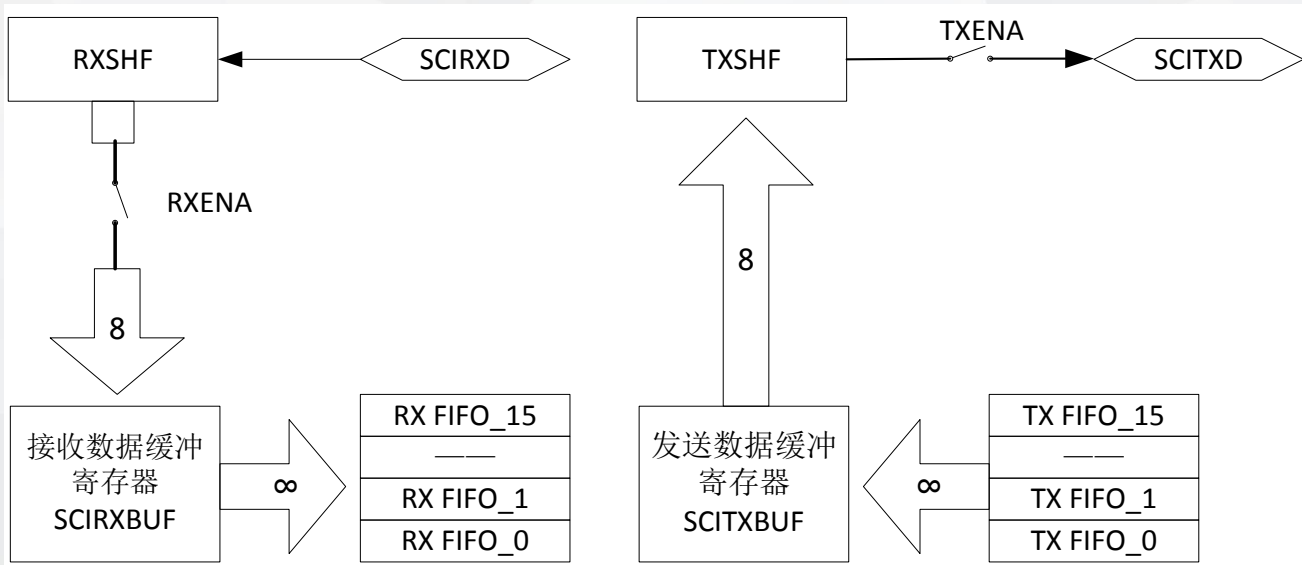 RXSHF
SCIRXD
RXENA
8
接收数据缓冲
寄存器
SCIRXBUF
8
RX FIFO_15
——
RX FIFO_1
RX FIFO_0
TXSHF
TXENA
SCITXD
8
发送数据缓冲
寄存器
SCITXBUF
8
TX FIFO_15
——
TX FIFO_1
TX FIFO_0